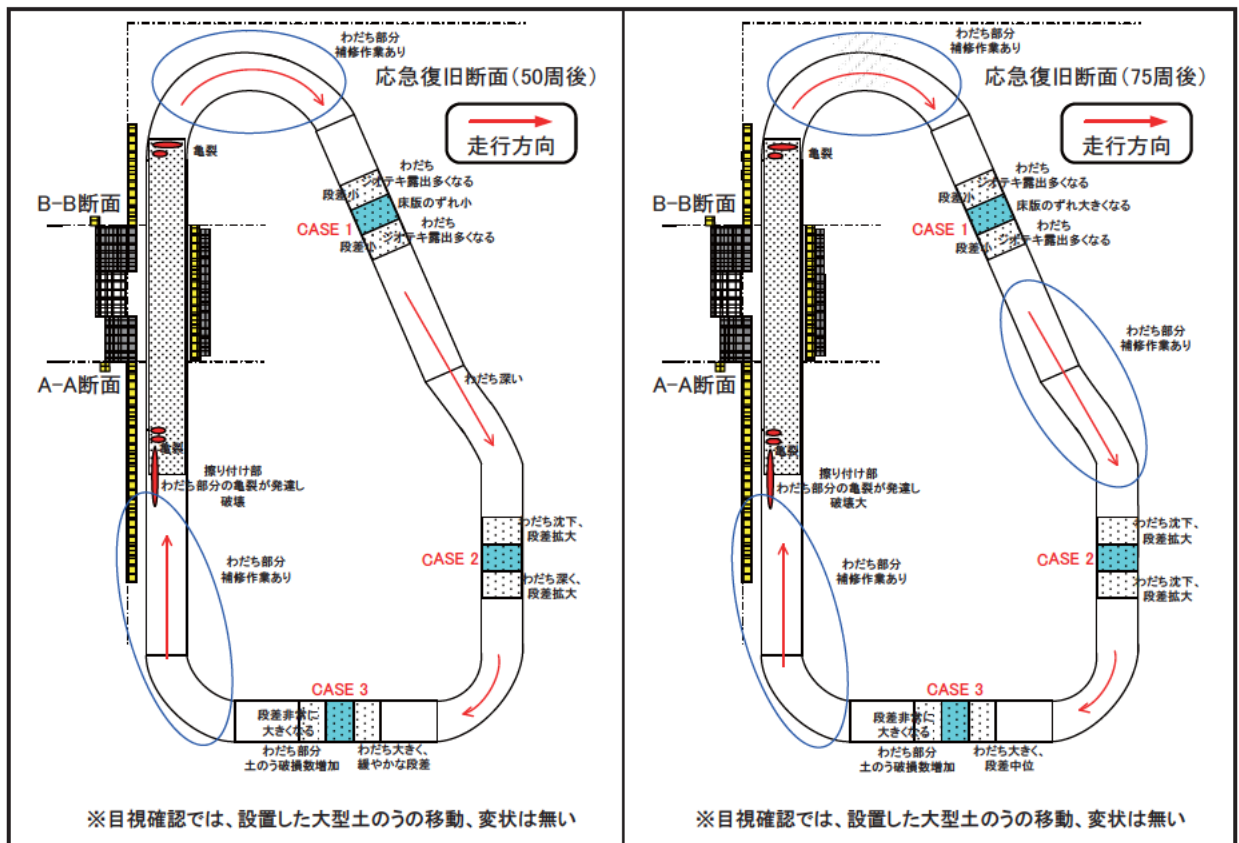 わだち部分
補修作業あり
応急復旧断面(50周後)
走行方向
亀裂
わだち
ジオテキ露出多くなる
段差小
床版のずれ小
B-B断面
CASE 1
わだち
ジオテキ露出多くなる
段差小
A-A断面
わだち深い
亀裂
擦り付け部
わだち部分の亀裂が発達し
破壊
わだち沈下、
段差拡大
CASE 2
わだち部分
補修作業あり
わだち深く、
段差拡大
CASE 3
段差非常に
大きくなる
わだち部分
土のう破損数増加
わだち大きく、
緩やかな段差
※目視確認では、設置した大型土のうの移動、変状は無い
わだち部分
補修作業あり
応急復旧断面(75周後)
走行方向
亀裂
わだち
ジオテキ露出多くなる
段差小
床版のずれ大きくなる
B-B断面
CASE 1
わだち
ジオテキ露出多くなる
段差小
わだち部分
補修作業あり
A-A断面
亀裂
擦り付け部
わだち部分の亀裂が発達し
破壊大
わだち沈下、
段差拡大
CASE 2
わだち部分
補修作業あり
わだち沈下、
段差拡大
CASE 3
段差非常に
大きくなる
わだち部分
土のう破損数増加
わだち大きく、
段差中位
※目視確認では、設置した大型土のうの移動、変状は無い